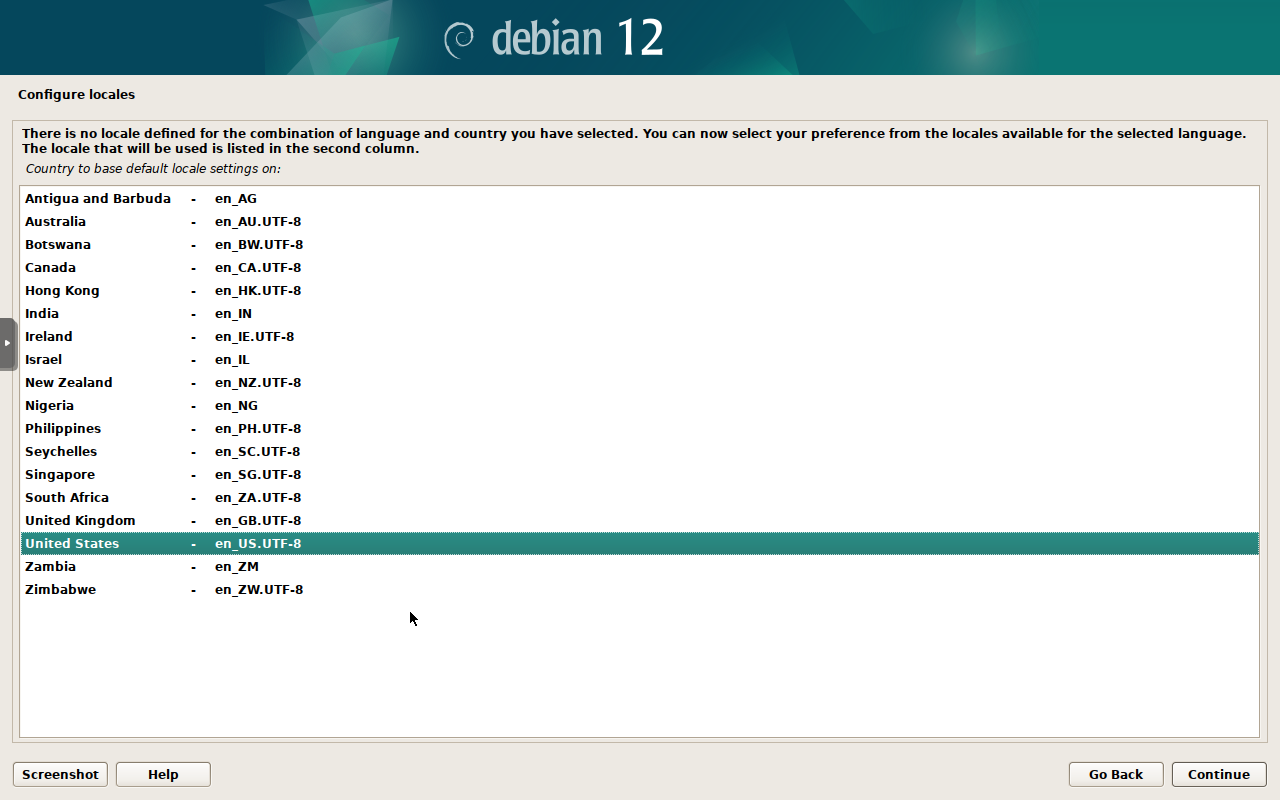 debian 12
Configure locales
There is no locale defined for the combination of language and country you have selected. You can now select your preference from the locales available for the selected language.
The locale that will be used is listed in the second column.
Country to base default locale settings on:
Antigua and Barbuda - en_AG
Australia - en_AU.UTF-8
Botswana - en_BW.UTF-8
Canada - en_CA.UTF-8
Hong Kong - en_HK.UTF-8
India - en_IN
Ireland - en_IE.UTF-8
Israel - en_IL
New Zealand - en_NZ.UTF-8
Nigeria - en_NG
Philippines - en_PH.UTF-8
Seychelles - en_SC.UTF-8
Singapore - en_SG.UTF-8
South Africa - en_ZA.UTF-8
United Kingdom - en_GB.UTF-8
United States - en_US.UTF-8
Zambia - en_ZM
Zimbabwe - en_ZW.UTF-8
Screenshot Help Go Back Continue